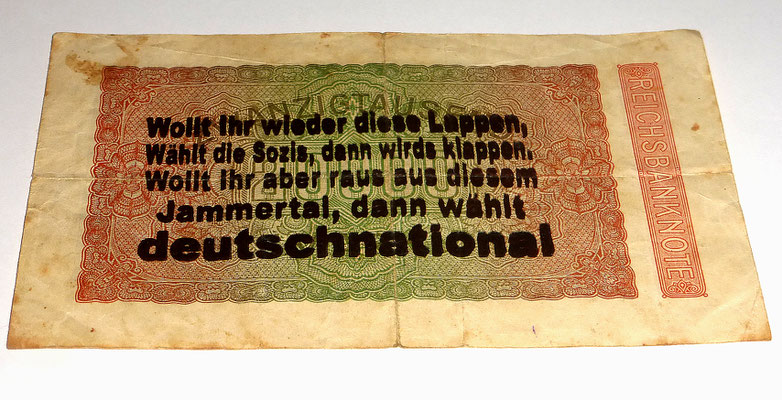 ZWANZIGTAUSEND
Wollt Ihr wieder diese Lappen,
Wählt die Sozis, dann wirds klappen.
Wollt Ihr aber raus aus diesem
Jammertal, dann wählt
deutschnational
REICHSBANKNOTE